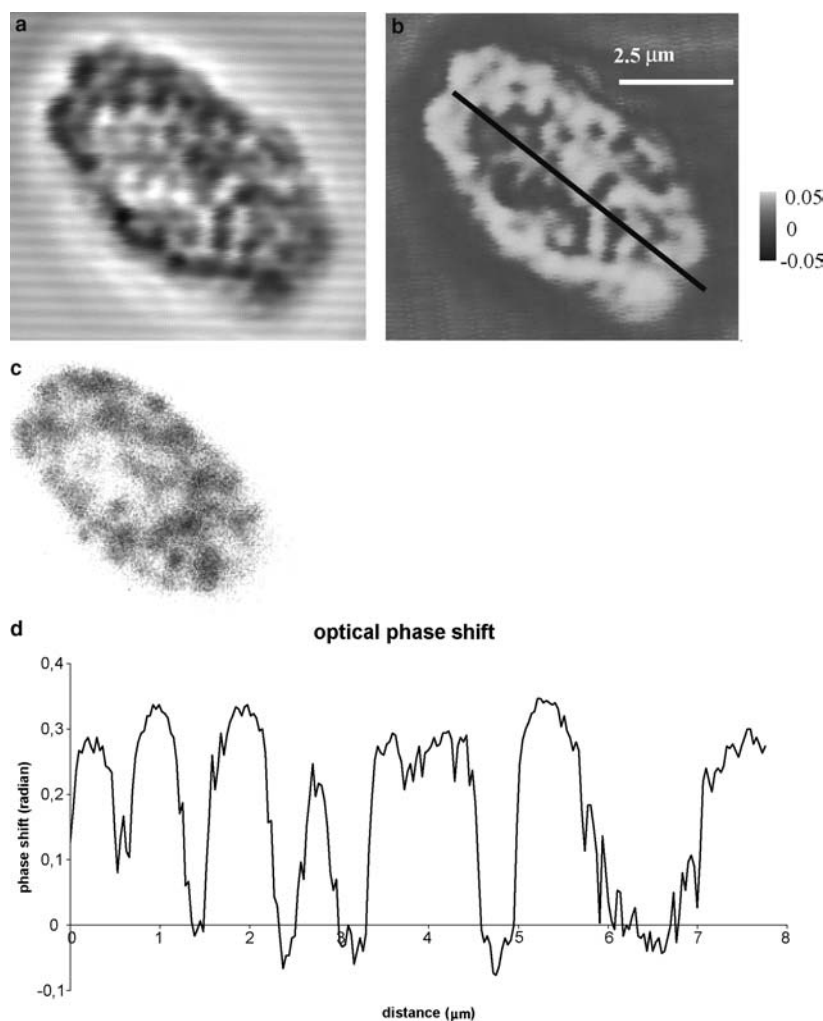 a
b
2.5 µm
0.05
0
-0.05
c
d
optical phase shift
0,4
0,3
0,2
0,1
0
-0,1
phase shift (radian)
0 1 2 3 4 5 6 7 8
distance (µm)